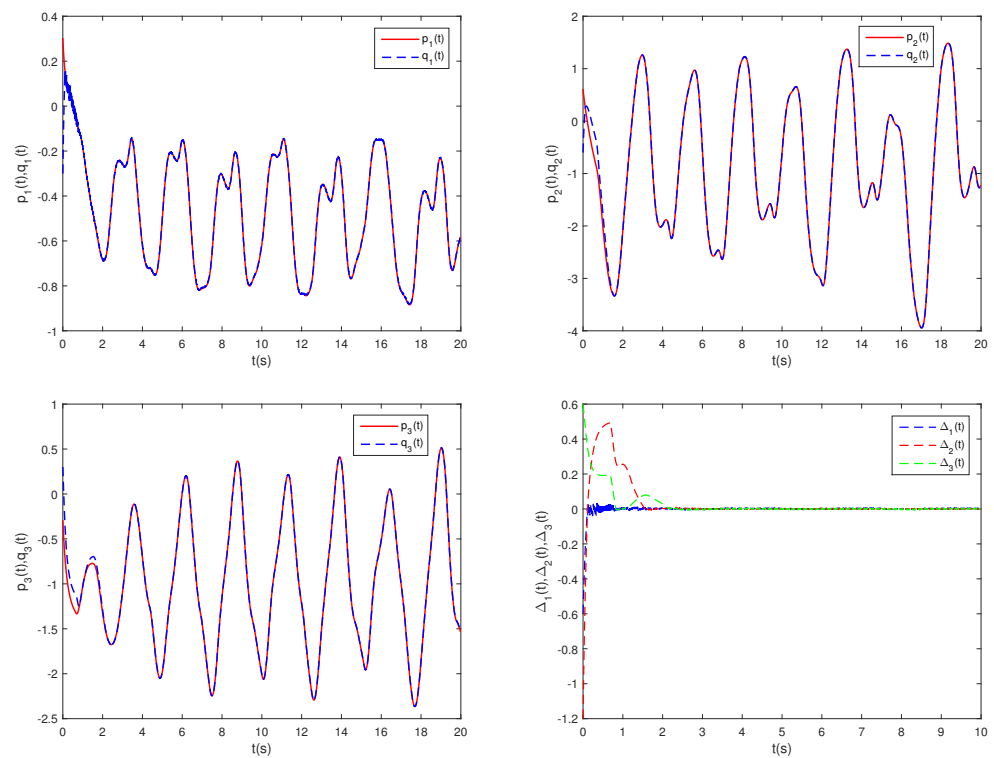 0.4
0.2
0
-0.2
-0.4
-0.6
-0.8
-1
p1(t),q1(t)
p1(t)
q1(t)
0 2 4 6 8 10 12 14 16 18 20
t(s)
2
1
0
-1
-2
-3
-4
p2(t),q2(t)
p2(t)
q2(t)
0 2 4 6 8 10 12 14 16 18 20
t(s)
1
0.5
0
-0.5
-1
-1.5
-2
-2.5
p3(t),q3(t)
p3(t)
q3(t)
0 2 4 6 8 10 12 14 16 18 20
t(s)
0.6
0.4
0.2
0
-0.2
-0.4
-0.6
-0.8
-1
-1.2
Δ1(t),Δ2(t),Δ3(t)
Δ1(t)
Δ2(t)
Δ3(t)
0 1 2 3 4 5 6 7 8 9 10
t(s)